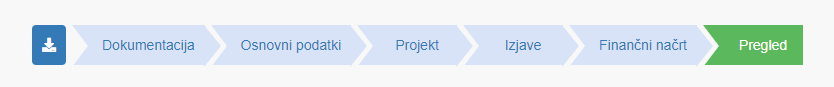 Dokumentacija Osnovni podatki Projekt Izjave Finančni načrt Pregled